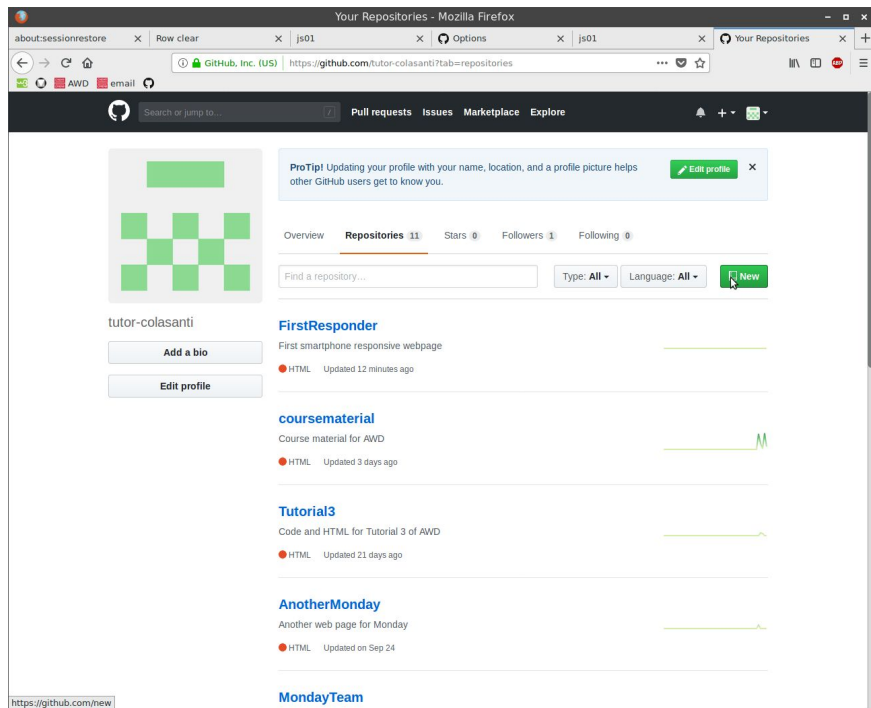 Your Repositories - Mozilla Firefox
about:sessionrestore × Row clear × js01 × Options × js01 × Your Repositories × +
GitHub, Inc. (US) https://github.com/tutor-colasanti?tab=repositories ··· ABP
AWD email
Search or jump to... / Pull requests Issues Marketplace Explore +
ProTip! Updating your profile with your name, location, and a profile picture helps
other GitHub users get to know you.
Edit profile ×
Overview Repositories 11 Stars 0 Followers 1 Following 0
Find a repository… Type: All Language: All New
tutor-colasanti
Add a bio
Edit profile
FirstResponder
First smartphone responsive webpage
HTML Updated 12 minutes ago
coursematerial
Course material for AWD
HTML Updated 3 days ago
Tutorial3
Code and HTML for Tutorial 3 of AWD
HTML Updated 21 days ago
AnotherMonday
Another web page for Monday
HTML Updated on Sep 24
MondayTeam
https://github.com/new